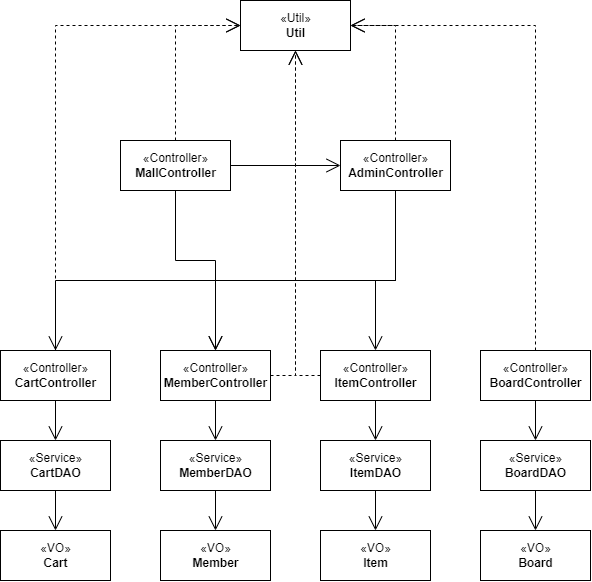 «Util»
Util
«Controller»
MallController
«Controller»
AdminController
«Controller»
CartController
«Controller»
MemberController
«Controller»
ItemController
«Controller»
BoardController
«Service»
CartDAO
«Service»
MemberDAO
«Service»
ItemDAO
«Service»
BoardDAO
«VO»
Cart
«VO»
Member
«VO»
Item
«VO»
Board